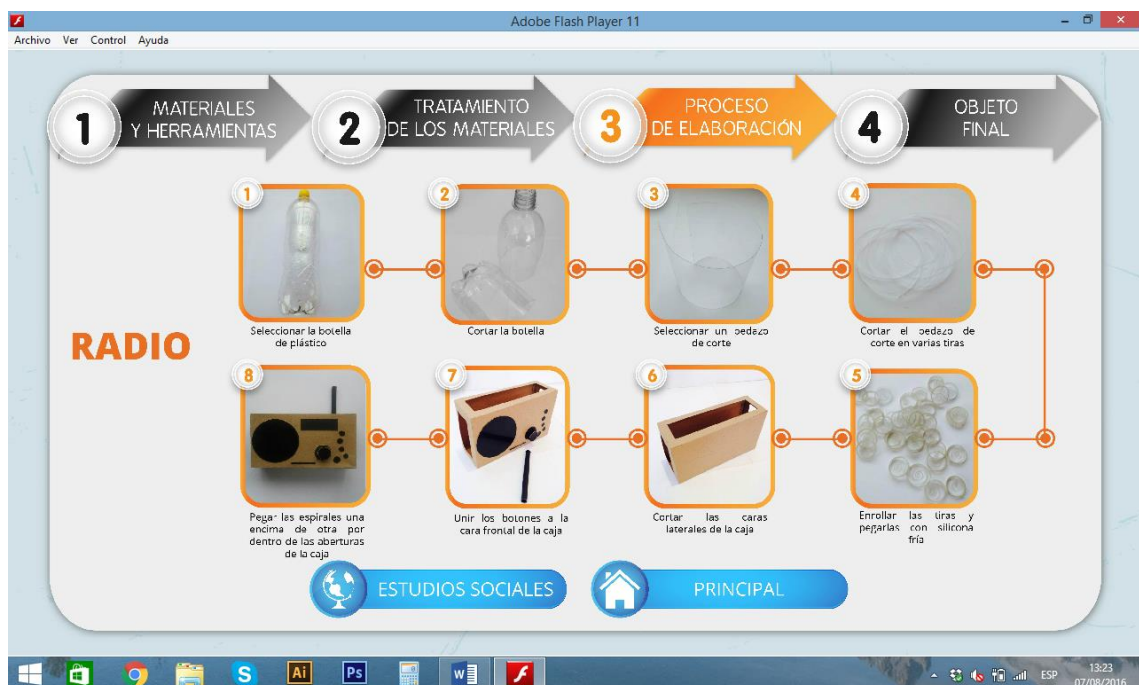 Adobe Flash Player 11
Archivo Ver Control Ayuda
1
MATERIALES
Y HERRAMIENTAS
2
TRATAMIENTO
DE LOS MATERIALES
3
PROCESO
DE ELABORACIÓN
4
OBJETO
FINAL
RADIO
1
Seleccionar la botella
de plástico
2
Cortar la botella
3
Seleccionar un pedazo
de corte
4
Cortar el pedazo de
corte en varias tiras
8
Pegar las espirales una
encima de otra por
dentro de las aberturas
de la caja
7
Unir los botones a la
cara frontal de la caja
6
Cortar las caras
laterales de la caja
5
Enrollar las tiras y
pegarlas con silicona
fría
ESTUDIOS SOCIALES
PRINCIPAL
S
Ai
Ps
W
ESP
13:23
07/08/2016